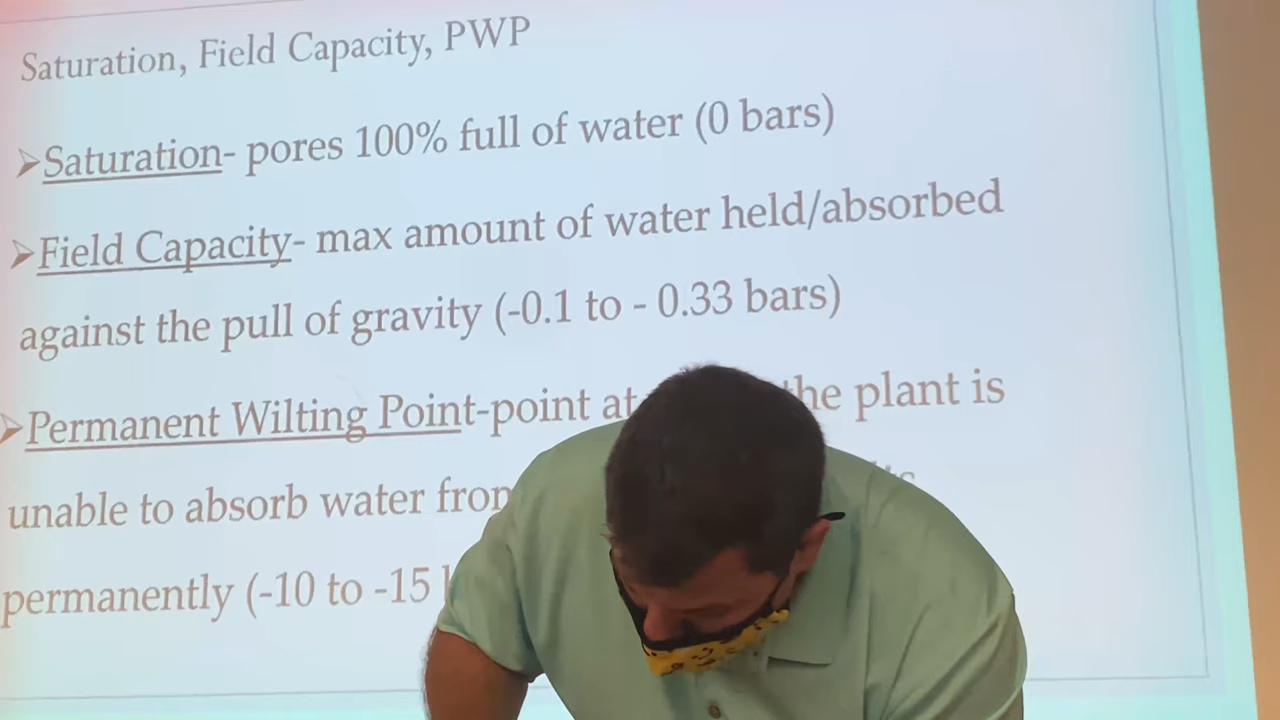 Saturation, Field Capacity, PWP
➢Saturation- pores 100% full of water (0 bars)
➢Field Capacity- max amount of water held/absorbed
against the pull of gravity (-0.1 to - 0.33 bars)
➢Permanent Wilting Point-point at the plant is
unable to absorb water from
permanently (-10 to -15